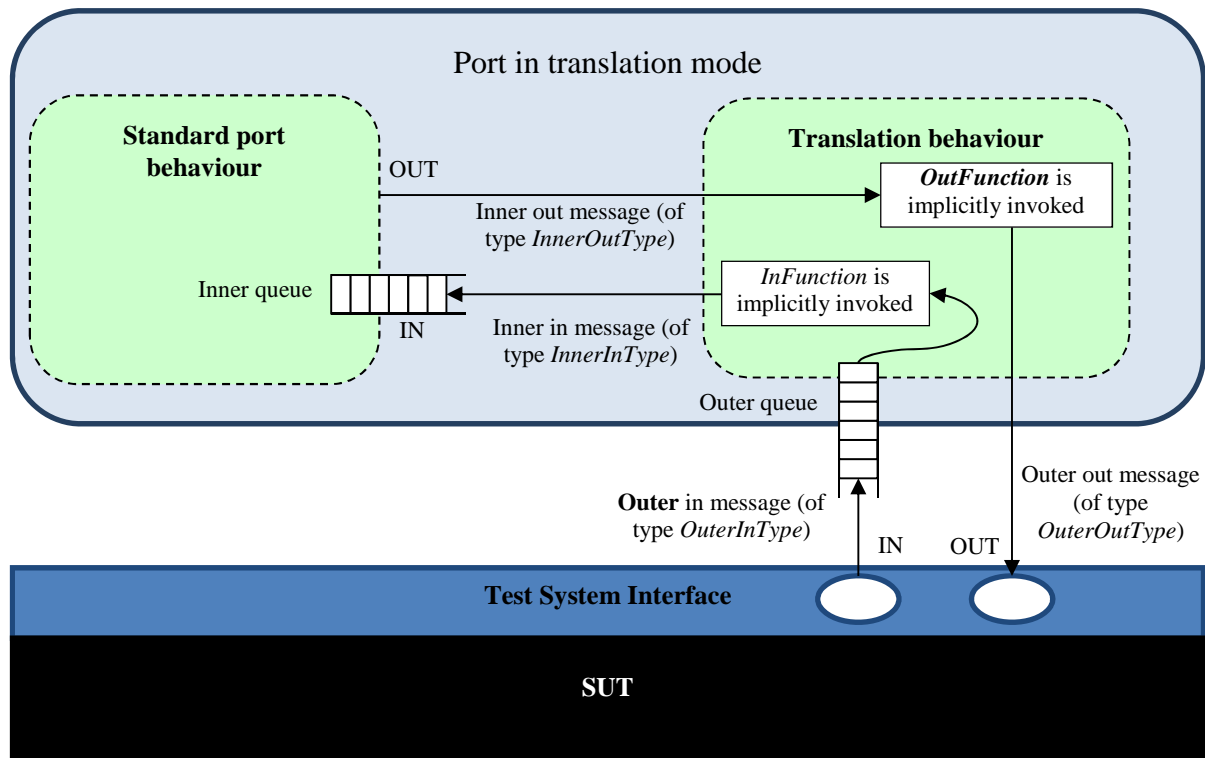 Port in translation mode
Standard port
behaviour
Translation behaviour
OUT
OutFunction is
implicitly invoked
Inner out message (of
type InnerOutType)
Inner queue
InFunction is
implicitly invoked
IN
Inner in message (of
type InnerInType)
Outer queue
Outer in message (of
type OuterInType)
Outer out message
(of type
OuterOutType)
IN
OUT
Test System Interface
SUT